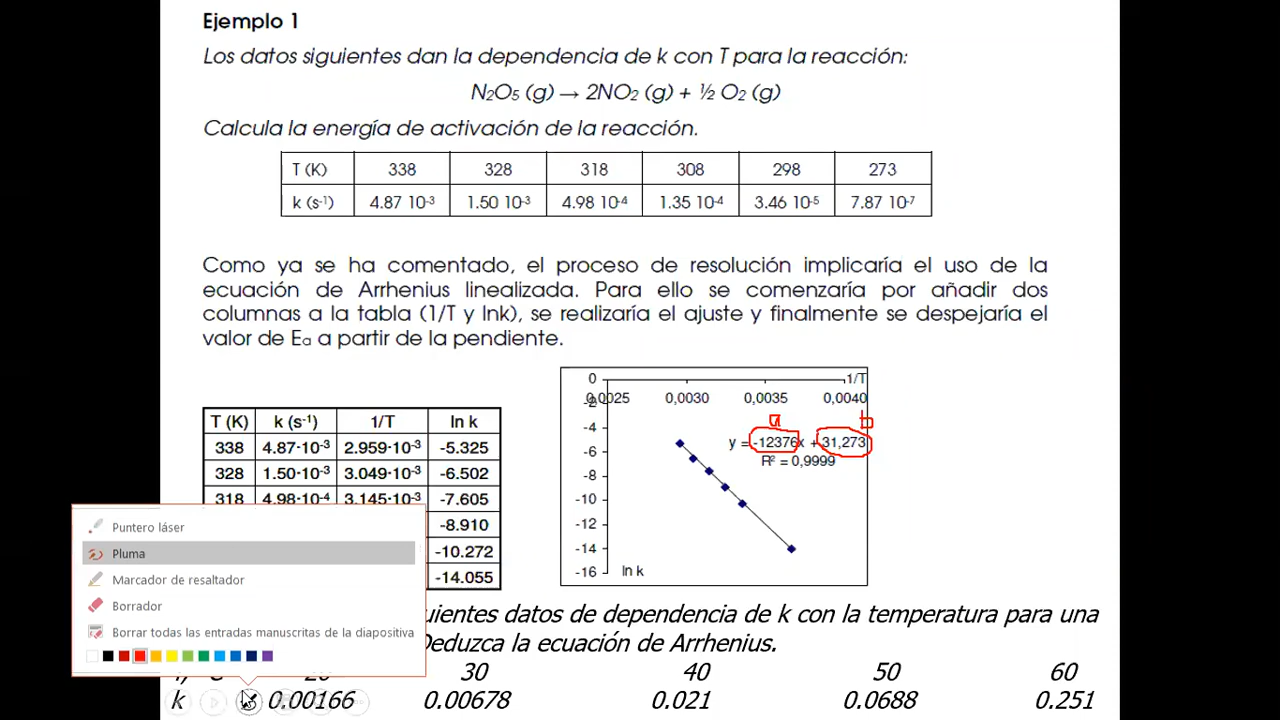 Ejemplo 1
Los datos siguientes dan la dependencia de k con T para la reacción:
N₂O₅ (g) → 2NO₂ (g) + ½ O₂ (g)
Calcula la energía de activación de la reacción.
T (K) 338 328 318 308 298 273
k (s⁻¹) 4.87 10⁻³ 1.50 10⁻³ 4.98 10⁻⁴ 1.35 10⁻⁴ 3.46 10⁻⁵ 7.87 10⁻⁷
Como ya se ha comentado, el proceso de resolución implicaría el uso de la
ecuación de Arrhenius linealizada. Para ello se comenzaría por añadir dos
columnas a la tabla (1/T y lnk), se realizaría el ajuste y finalmente se despejaría el
valor de Eₐ a partir de la pendiente.
T (K) k (s⁻¹) 1/T ln k
338 4.87·10⁻³ 2.959·10⁻³ -5.325
328 1.50·10⁻³ 3.049·10⁻³ -6.502
318 4.98·10⁻⁴ 3.145·10⁻³ -7.605
-8.910
-10.272
-14.055
0 1/T
0,0025 0,0030 0,0035 0,0040
-2
-4
a b
y = -12376x + 31,273
R² = 0,9999
-6
-8
-10
-12
-14
-16 ln k
Puntero láser
Pluma
Marcador de resaltador
Borrador
Borrar todas las entradas manuscritas de la diapositiva
datos de dependencia de k con la temperatura para una
Deduzca la ecuación de Arrhenius.
30 40 50 60
k 0.00166 0.00678 0.021 0.0688 0.251